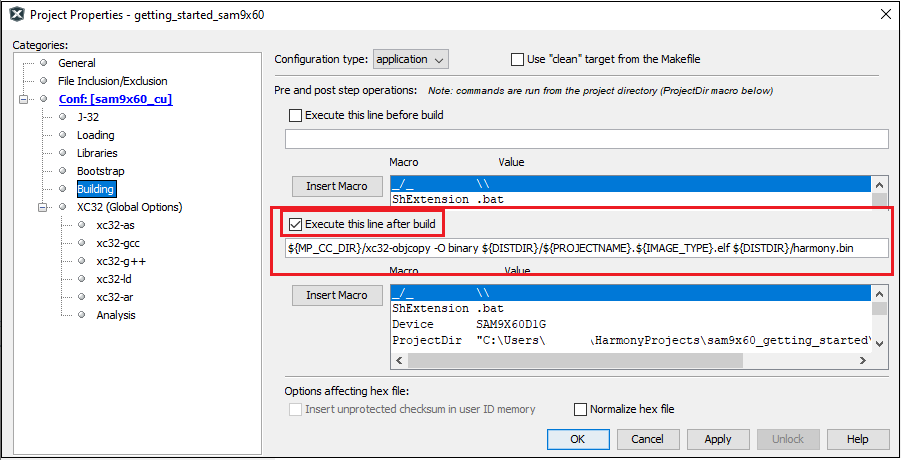 Project Properties - getting_started_sam9x60
Categories:
General
File Inclusion/Exclusion
Conf: [sam9x60_cu]
J-32
Loading
Libraries
Bootstrap
Building
XC32 (Global Options)
xc32-as
xc32-gcc
xc32-g++
xc32-ld
xc32-ar
Analysis
Configuration type: application Use "clean" target from the Makefile
Pre and post step operations: Note: commands are run from the project directory (ProjectDir macro below)
Execute this line before build
Macro Value
Insert Macro _/_ \\
ShExtension .bat
Execute this line after build
${MP_CC_DIR}/xc32-objcopy -O binary ${DISTDIR}/${PROJECTNAME}.${IMAGE_TYPE}.elf ${DISTDIR}/harmony.bin
Macro Value
Insert Macro _/_ \\
ShExtension .bat
Device SAM9X60D1G
ProjectDir "C:\Users\ \HarmonyProjects\sam9x60_getting_started\
Options affecting hex file:
Insert unprotected checksum in user ID memory Normalize hex file
OK Cancel Apply Unlock Help